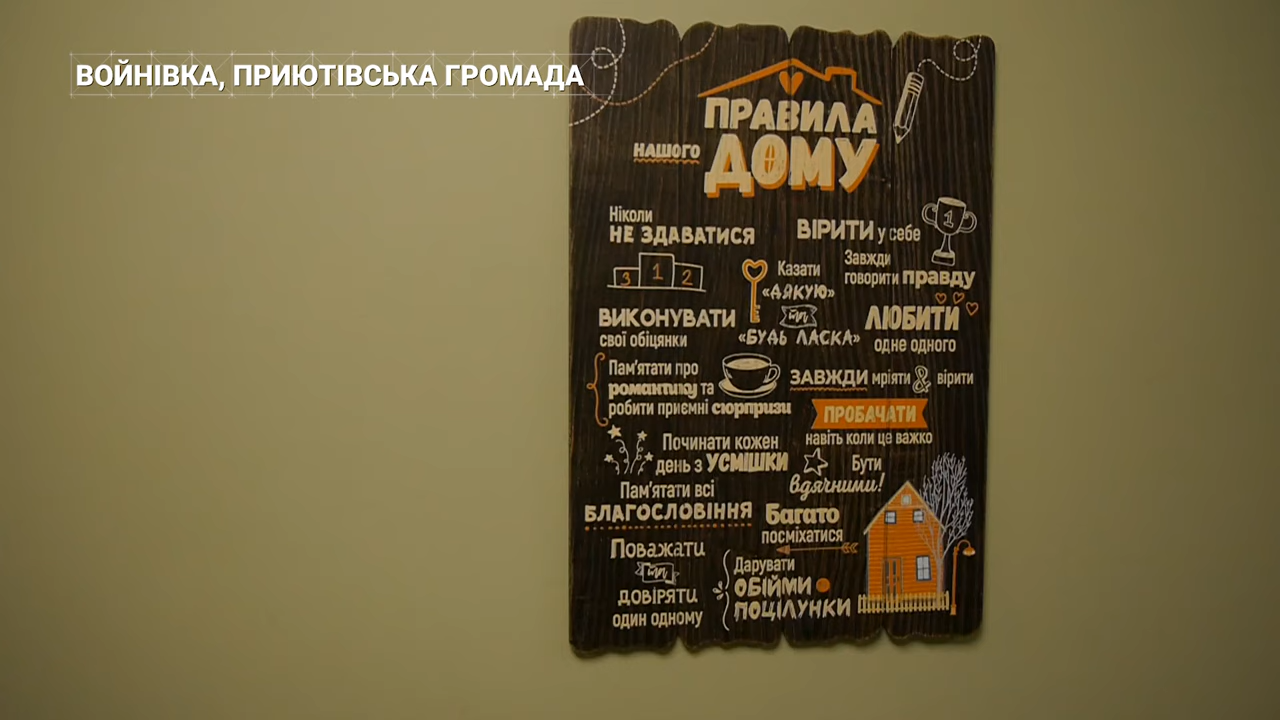 ВОЙНІВКА, ПРИЮТІВСЬКА ГРОМАДА
ПРАВИЛА
НАШОГО ДОМУ
Ніколи
НЕ ЗДАВАТИСЯ
ВІРИТИ у себе
1
3 1 2
Казати
«ДЯКУЮ»
та
«БУДЬ ЛАСКА»
Завжди
говорити правду
ВИКОНУВАТИ
свої обіцянки
ЛЮБИТИ
одне одного
Пам'ятати про
романтику та
робити приємні сюрпризи
ЗАВЖДИ мріяти & вірити
ПРОБАЧАТИ
навіть коли це важко
Починати кожен
день з УСМІШКИ
Бути
вдячними!
Пам'ятати всі
БЛАГОСЛОВІННЯ
Багато
посміхатися
Поважати
та
ДОВІРЯТИ
один одному
Дарувати
ОБІЙМИ
ПОЦІЛУНКИ